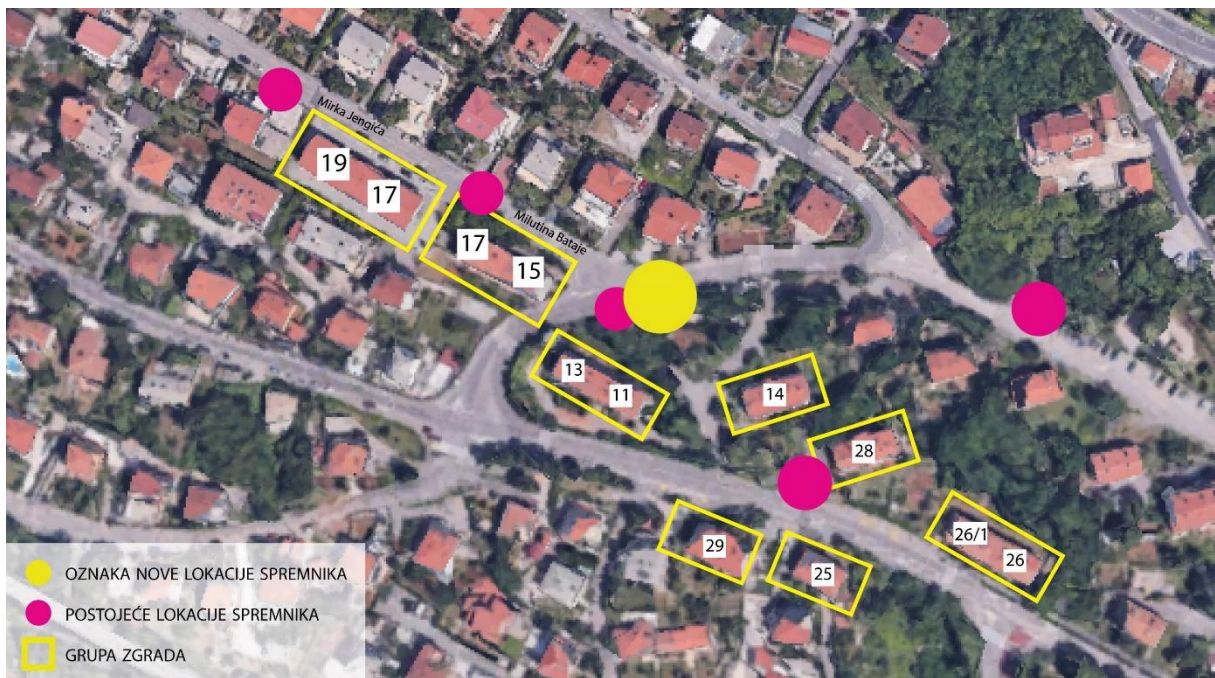 Mirka Jengića
19
17
Milutina Bataje
17
15
13
11
14
28
29
25
26/1
26
OZNAKA NOVE LOKACIJE SPREMNIKA
POSTOJEĆE LOKACIJE SPREMNIKA
GRUPA ZGRADA